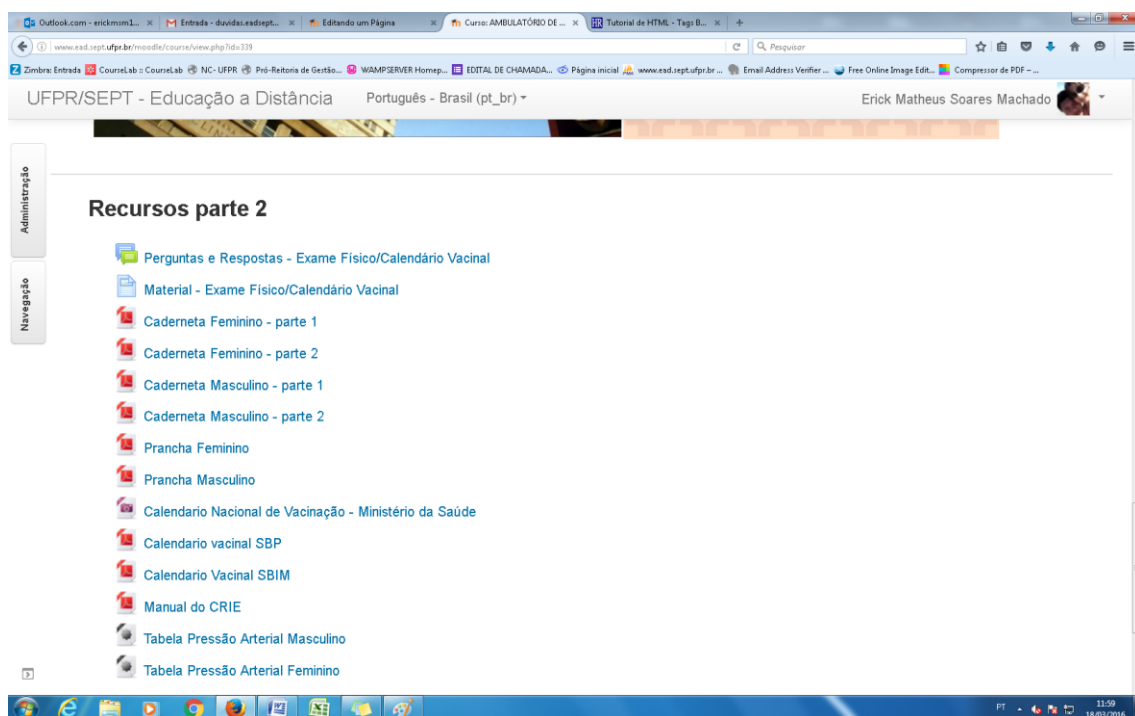 Outlook.com - erickmsm1... × Entrada - duvidas.eadsept... × Editando um Página × Curso: AMBULATÓRIO DE ... × HR Tutorial de HTML - Tags B... × +
www.ead.sept.ufpr.br/moodle/course/view.php?id=339 Pesquisar
Zimbra: Entrada CourseLab :: CourseLab NC- UFPR Pró-Reitoria de Gestão... WAMPSERVER Homep... EDITAL DE CHAMADA... Página inicial www.ead.sept.ufpr.br ... Email Address Verifier ... Free Online Image Edit... Compressor de PDF – ...
UFPR/SEPT - Educação a Distância Português - Brasil (pt_br) Erick Matheus Soares Machado
Administração
Navegação
Recursos parte 2
Perguntas e Respostas - Exame Físico/Calendário Vacinal
Material - Exame Físico/Calendário Vacinal
Caderneta Feminino - parte 1
Caderneta Feminino - parte 2
Caderneta Masculino - parte 1
Caderneta Masculino - parte 2
Prancha Feminino
Prancha Masculino
Calendario Nacional de Vacinação - Ministério da Saúde
Calendario vacinal SBP
Calendario Vacinal SBIM
Manual do CRIE
Tabela Pressão Arterial Masculino
Tabela Pressão Arterial Feminino
PT 11:59
18/03/2016